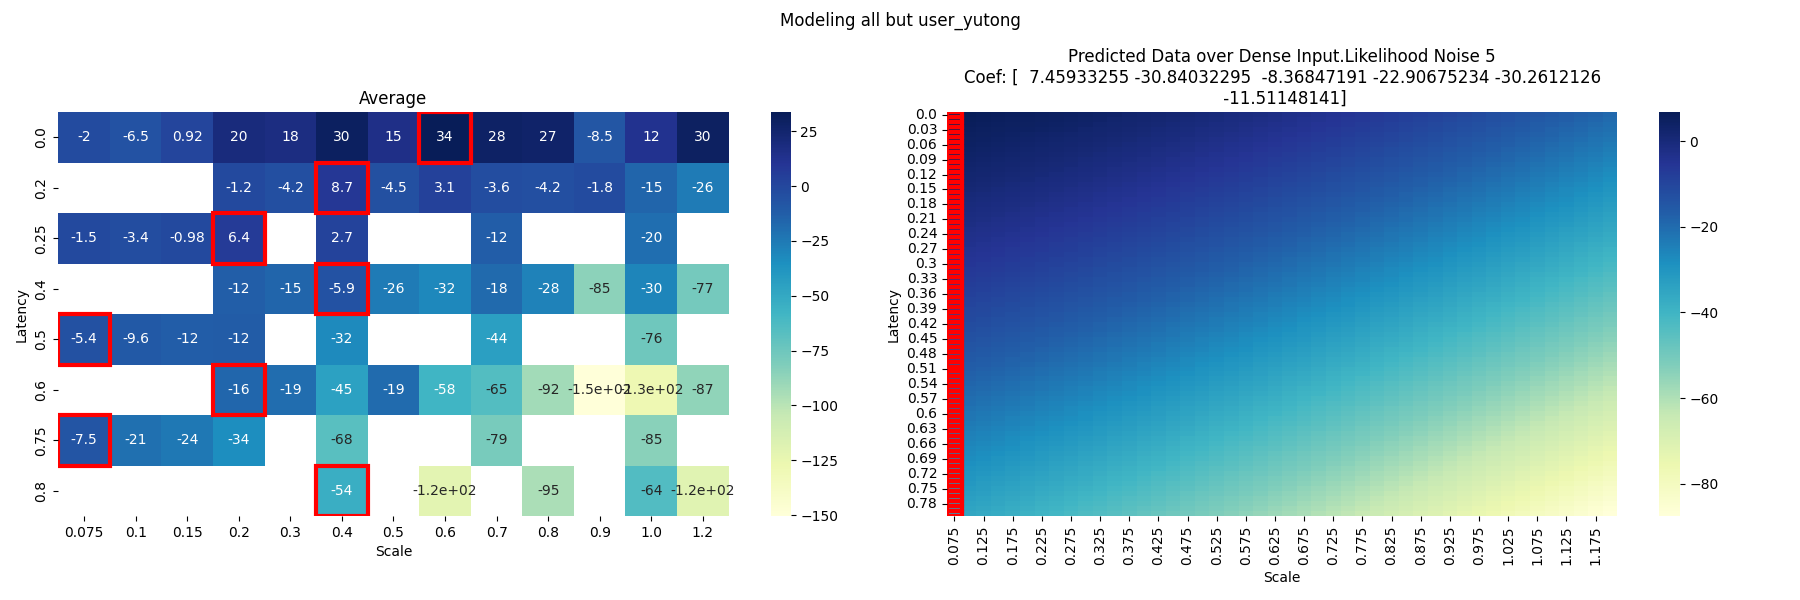 Modeling all but user_yutong
Average
0.0 -2 -6.5 0.92 20 18 30 15 34 28 27 -8.5 12 30
0.2 -1.2 -4.2 8.7 -4.5 3.1 -3.6 -4.2 -1.8 -15 -26
0.25 -1.5 -3.4 -0.98 6.4 2.7 -12 -20
0.4 -12 -15 -5.9 -26 -32 -18 -28 -85 -30 -77
0.5 -5.4 -9.6 -12 -12 -32 -44 -76
0.6 -16 -19 -45 -19 -58 -65 -92 -1.5e+02 -1.3e+02 -87
0.75 -7.5 -21 -24 -34 -68 -79 -85
0.8 -54 -1.2e+02 -95 -64 -1.2e+02
Latency
0.075 0.1 0.15 0.2 0.3 0.4 0.5 0.6 0.7 0.8 0.9 1.0 1.2
Scale
25
0
−25
−50
−75
−100
−125
−150
Predicted Data over Dense Input.Likelihood Noise 5
Coef: [  7.45933255 -30.84032295  -8.36847191 -22.90675234 -30.2612126
-11.51148141]
0.0
0.03
0.06
0.09
0.12
0.15
0.18
0.21
0.24
0.27
0.3
0.33
0.36
0.39
0.42
0.45
0.48
0.51
0.54
0.57
0.6
0.63
0.66
0.69
0.72
0.75
0.78
Latency
0.075 0.125 0.175 0.225 0.275 0.325 0.375 0.425 0.475 0.525 0.575 0.625 0.675 0.725 0.775 0.825 0.875 0.925 0.975 1.025 1.075 1.125 1.175
Scale
0
−20
−40
−60
−80